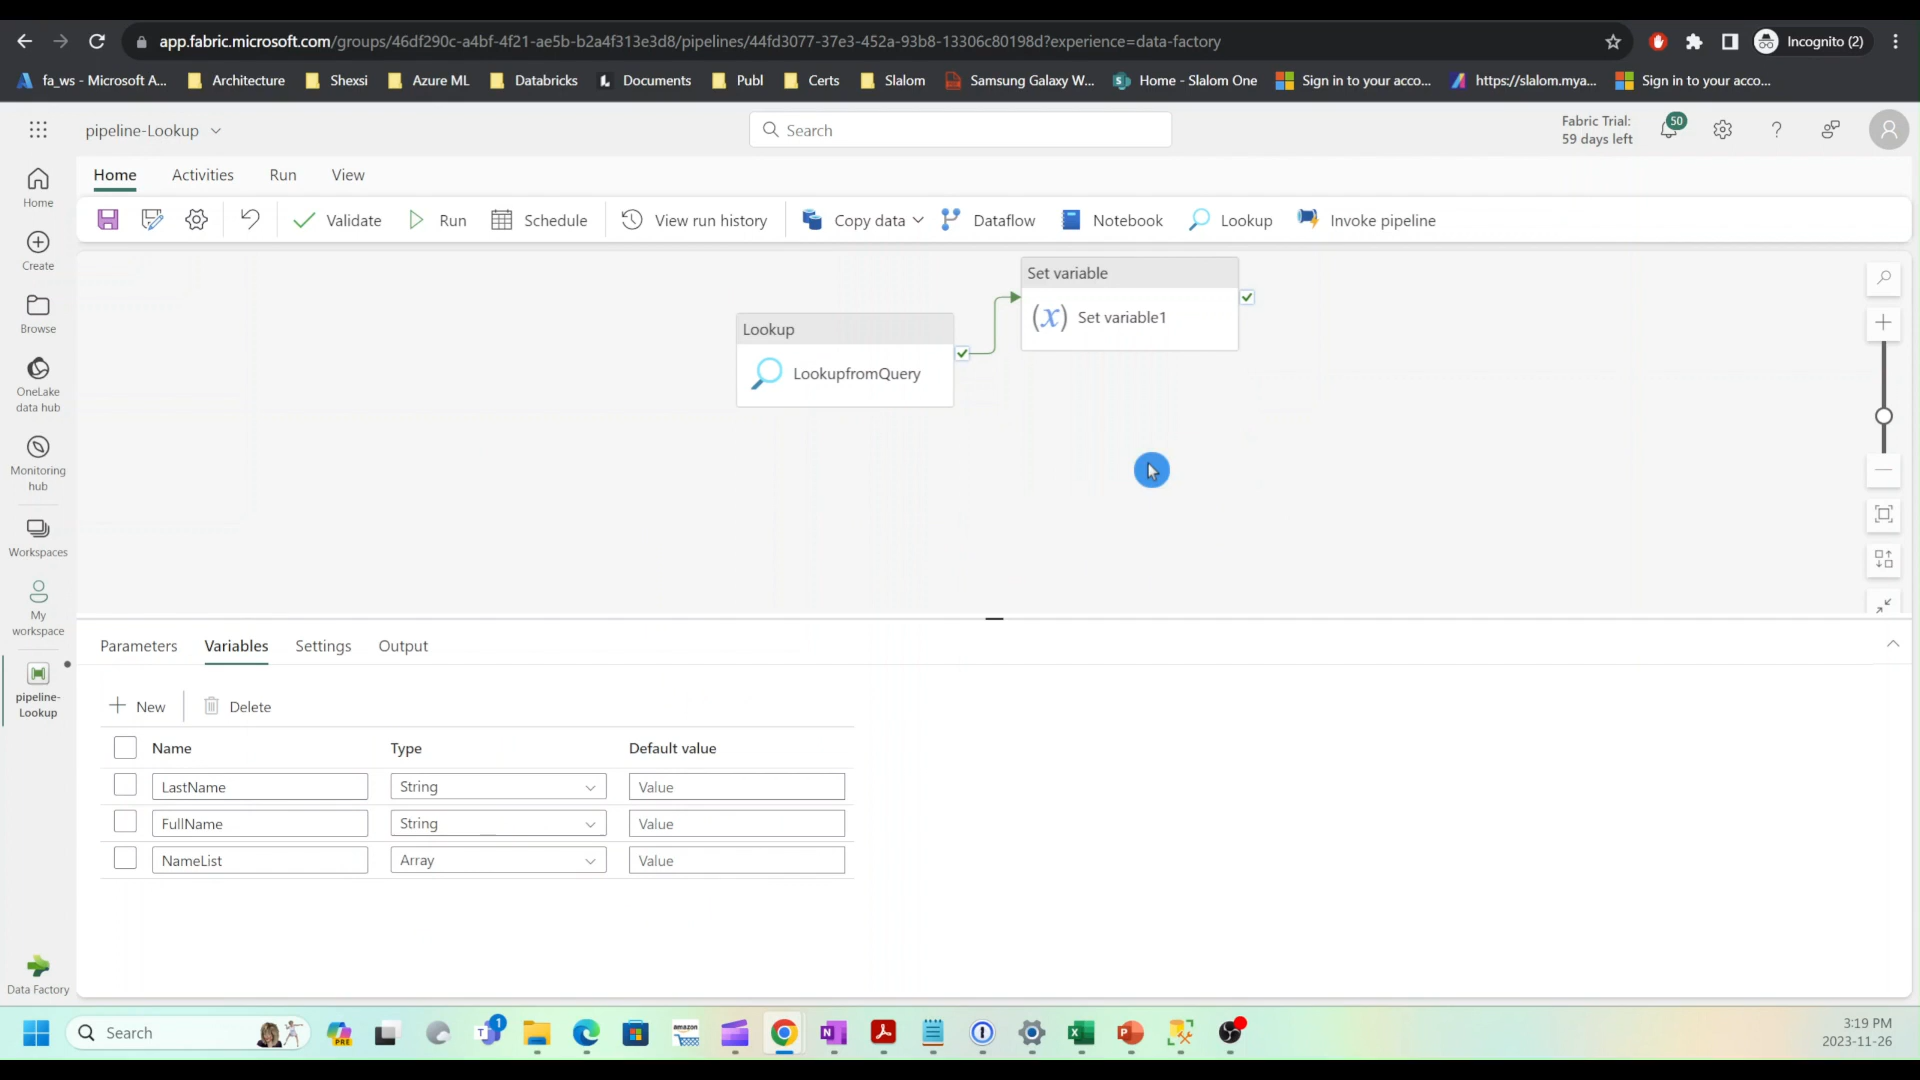 app.fabric.microsoft.com/groups/46df290c-a4bf-4f21-ae5b-b2a4f313e3d8/pipelines/44fd3077-37e3-452a-93b8-13306c80198d?experience=data-factory
Incognito (2)
fa_ws - Microsoft A...
Architecture
Shexsi
Azure ML
Databricks
Documents
Publ
Certs
Slalom
Samsung Galaxy W...
Home - Slalom One
Sign in to your acco...
https://slalom.mya...
Sign in to your acco...
pipeline-Lookup
Search
Fabric Trial:
59 days left
50
Home
Activities
Run
View
Validate
Run
Schedule
View run history
Copy data
Dataflow
Notebook
Lookup
Invoke pipeline
Home
Create
Browse
OneLake
data hub
Monitoring
hub
Workspaces
My
workspace
pipeline-
Lookup
Data Factory
Set variable
(x) Set variable1
Lookup
LookupfromQuery
Parameters
Variables
Settings
Output
New
Delete
Name Type Default value
LastName String Value
FullName String Value
NameList Array Value
Search
PRE
T
1
amazon
N
X
P
3:19 PM
2023-11-26